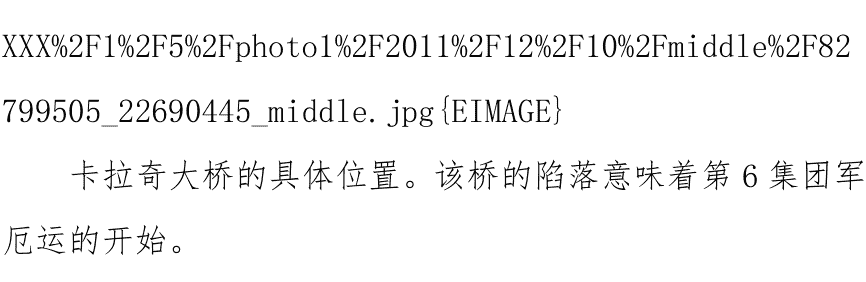 XXX%2F1%2F5%2Fphoto1%2F2011%2F12%2F10%2Fmiddle%2F82
799505_22690445_middle.jpg{EIMAGE}
卡拉奇大桥的具体位置。该桥的陷落意味着第 6 集团军
厄运的开始。